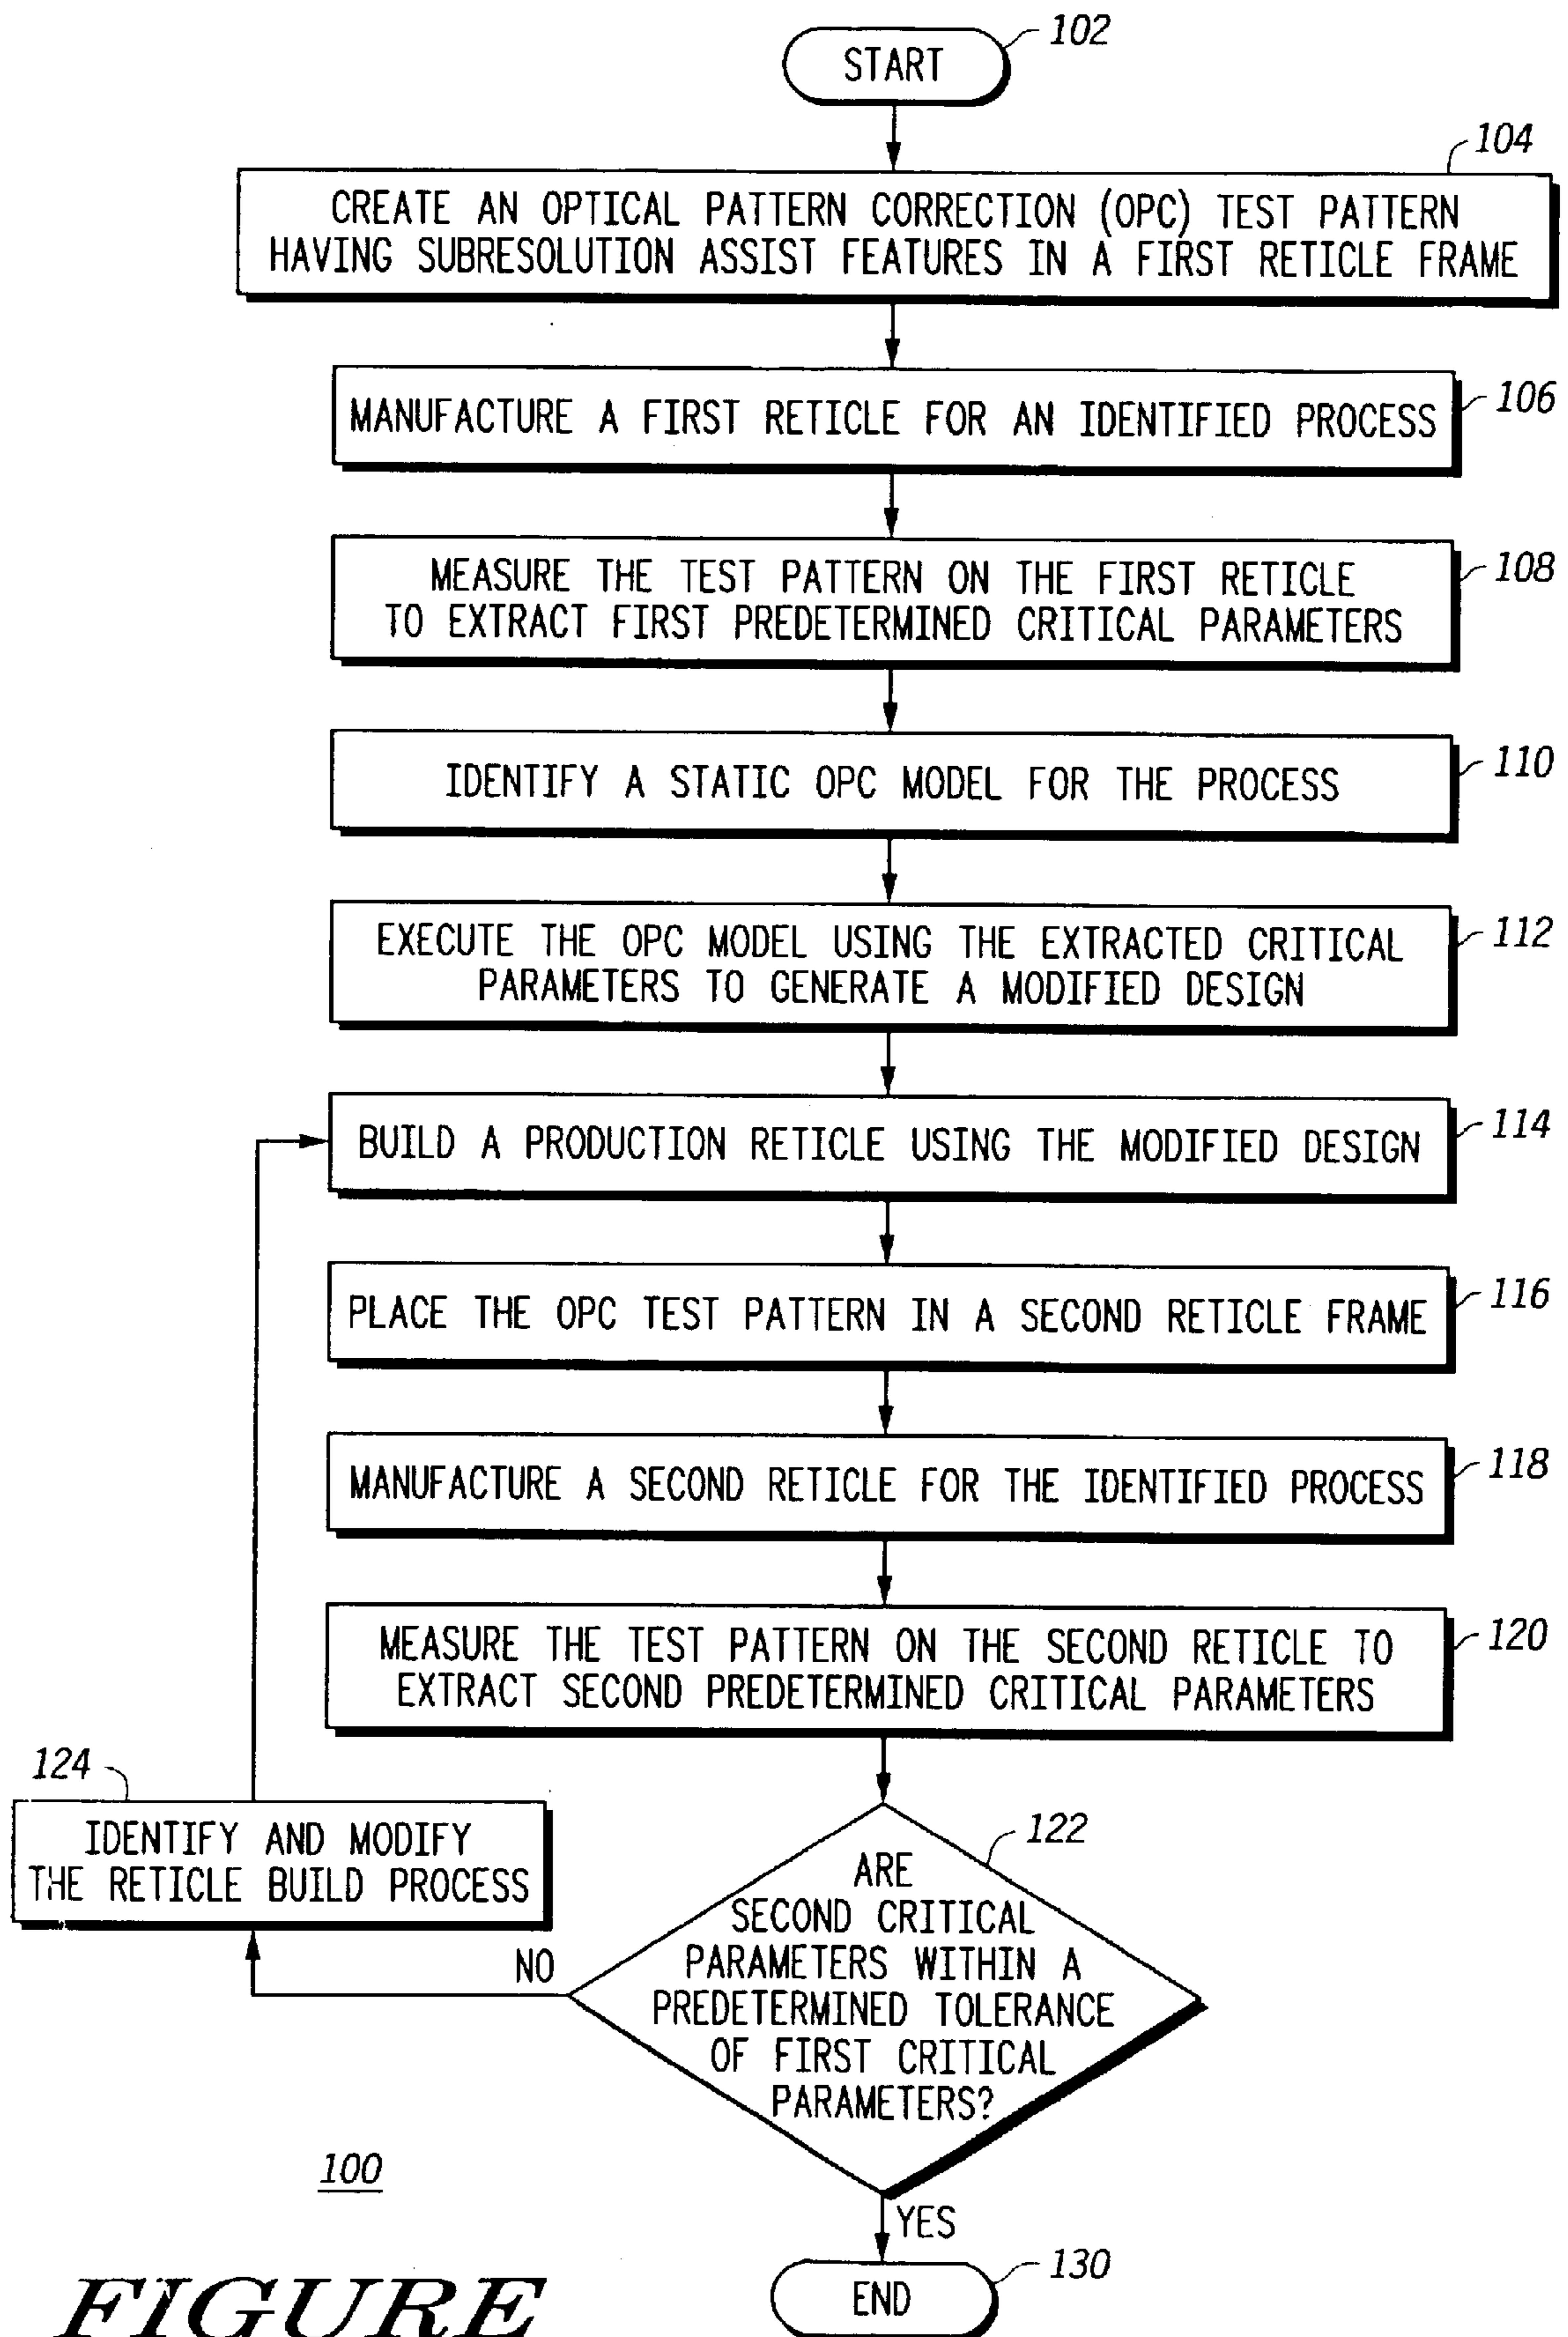 START
102
104
CREATE AN OPTICAL PATTERN CORRECTION (OPC) TEST PATTERN
HAVING SUBRESOLUTION ASSIST FEATURES IN A FIRST RETICLE FRAME
MANUFACTURE A FIRST RETICLE FOR AN IDENTIFIED PROCESS
106
MEASURE THE TEST PATTERN ON THE FIRST RETICLE
TO EXTRACT FIRST PREDETERMINED CRITICAL PARAMETERS
108
IDENTIFY A STATIC OPC MODEL FOR THE PROCESS
110
EXECUTE THE OPC MODEL USING THE EXTRACTED CRITICAL
PARAMETERS TO GENERATE A MODIFIED DESIGN
112
BUILD A PRODUCTION RETICLE USING THE MODIFIED DESIGN
114
PLACE THE OPC TEST PATTERN IN A SECOND RETICLE FRAME
116
MANUFACTURE A SECOND RETICLE FOR THE IDENTIFIED PROCESS
118
MEASURE THE TEST PATTERN ON THE SECOND RETICLE TO
EXTRACT SECOND PREDETERMINED CRITICAL PARAMETERS
120
124
IDENTIFY AND MODIFY
THE RETICLE BUILD PROCESS
122
ARE
SECOND CRITICAL
PARAMETERS WITHIN A
PREDETERMINED TOLERANCE
OF FIRST CRITICAL
PARAMETERS?
NO
100
YES
END
130
FIGURE